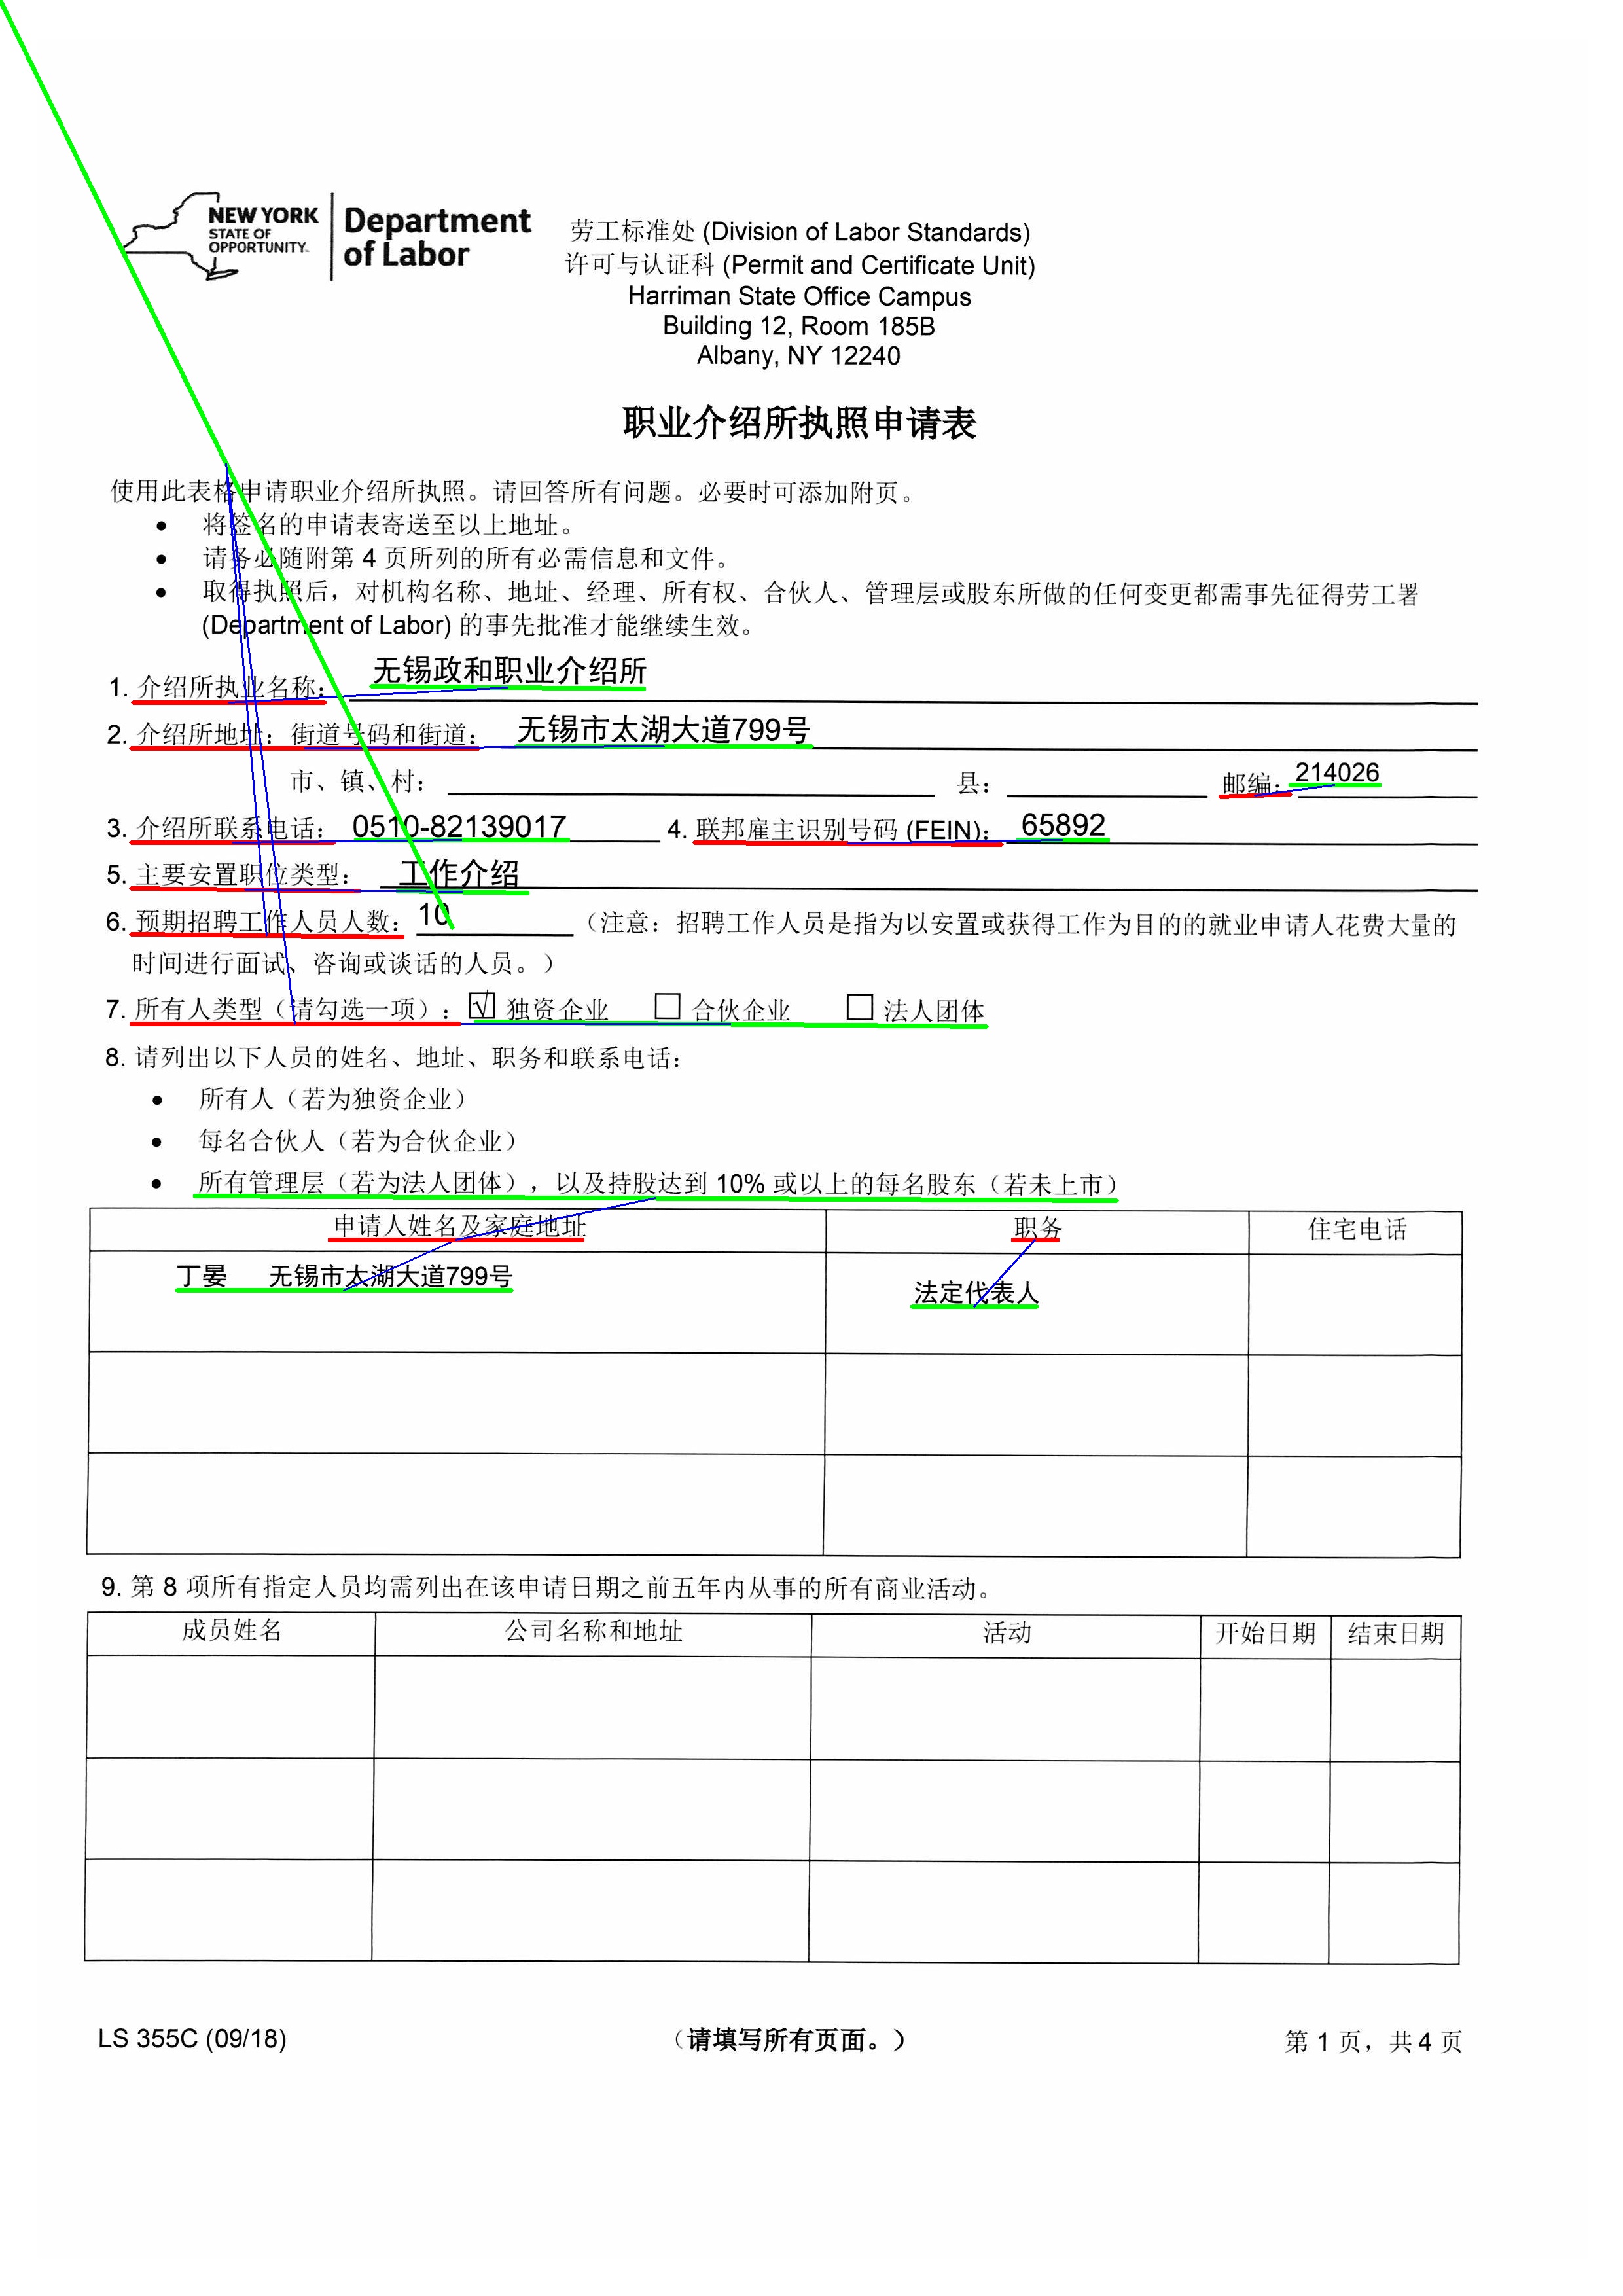 NEW YORK
STATE OF
OPPORTUNITY.
Department
of Labor
劳工标准处 (Division of Labor Standards)
许可与认证科 (Permit and Certificate Unit)
Harriman State Office Campus
Building 12, Room 185B
Albany, NY 12240
职业介绍所执照申请表
使用此表格申请职业介绍所执照。请回答所有问题。必要时可添加附页。
• 将签名的申请表寄送至以上地址。
• 请务必随附第 4 页所列的所有必需信息和文件。
• 取得执照后，对机构名称、地址、经理、所有权、合伙人、管理层或股东所做的任何变更都需事先征得劳工署
(Department of Labor) 的事先批准才能继续生效。
1. 介绍所执业名称： 无锡政和职业介绍所
2. 介绍所地址：街道号码和街道： 无锡市太湖大道799号
市、镇、村： 县： 邮编：214026
3. 介绍所联系电话： 0510-82139017 4. 联邦雇主识别号码 (FEIN)： 65892
5. 主要安置职位类型： 工作介绍
6. 预期招聘工作人员人数： 10 （注意：招聘工作人员是指为以安置或获得工作为目的的就业申请人花费大量的
时间进行面试、咨询或谈话的人员。）
7. 所有人类型（请勾选一项）：☑ 独资企业 ☐ 合伙企业 ☐ 法人团体
8. 请列出以下人员的姓名、地址、职务和联系电话：
• 所有人（若为独资企业）
• 每名合伙人（若为合伙企业）
• 所有管理层（若为法人团体），以及持股达到 10% 或以上的每名股东（若未上市）
申请人姓名及家庭地址 职务 住宅电话
丁晏 无锡市太湖大道799号 法定代表人
9. 第 8 项所有指定人员均需列出在该申请日期之前五年内从事的所有商业活动。
成员姓名 公司名称和地址 活动 开始日期 结束日期
LS 355C (09/18) （请填写所有页面。） 第 1 页，共 4 页